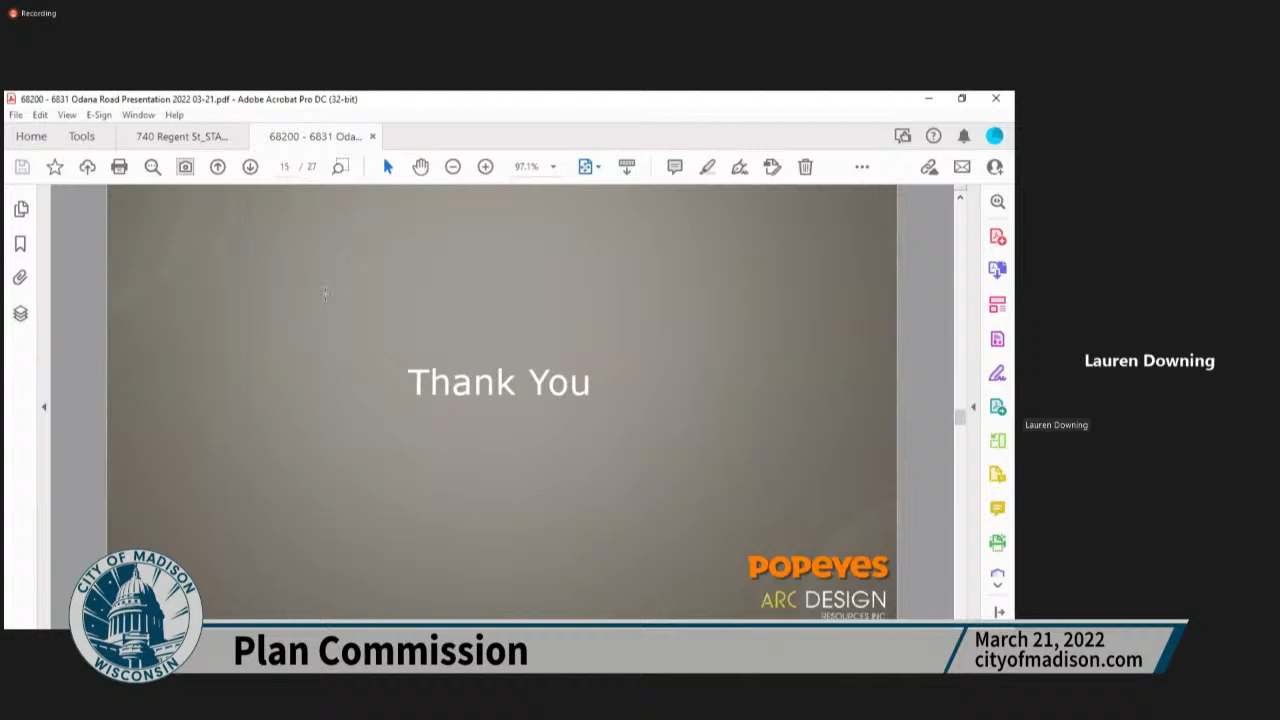 Recording
68200 - 6831 Odana Road Presentation 2022 03-21.pdf - Adobe Acrobat Pro DC (32-bit)
File Edit View E-Sign Window Help
Home Tools 740 Regent St_STA... 68200 - 6831 Oda... ×
15 / 27 97.1%
Thank You
Lauren Downing
Lauren Downing
POPEYES
ARC DESIGN
RESOURCES INC
CITY OF MADISON
WISCONSIN
Plan Commission
March 21, 2022
cityofmadison.com